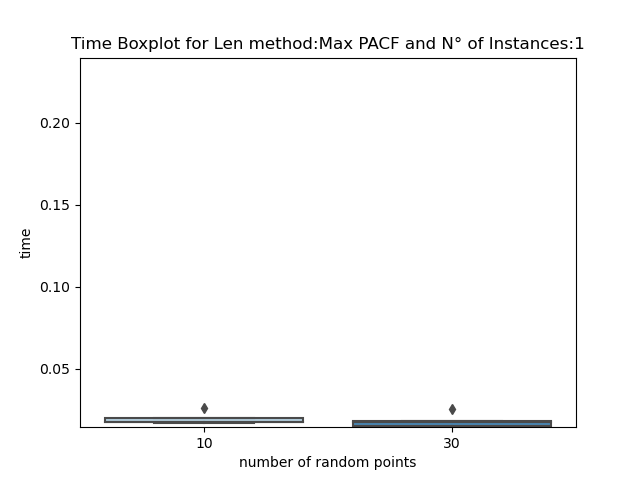 Time Boxplot for Len method:Max PACF and N° of Instances:1
0.20
0.15
0.10
0.05
time
10
30
number of random points